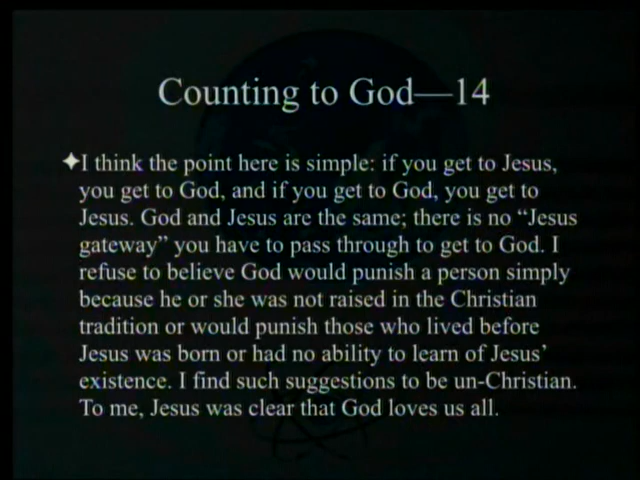 Counting to God—14
✦I think the point here is simple: if you get to Jesus,
you get to God, and if you get to God, you get to
Jesus. God and Jesus are the same; there is no “Jesus
gateway” you have to pass through to get to God. I
refuse to believe God would punish a person simply
because he or she was not raised in the Christian
tradition or would punish those who lived before
Jesus was born or had no ability to learn of Jesus’
existence. I find such suggestions to be un-Christian.
To me, Jesus was clear that God loves us all.